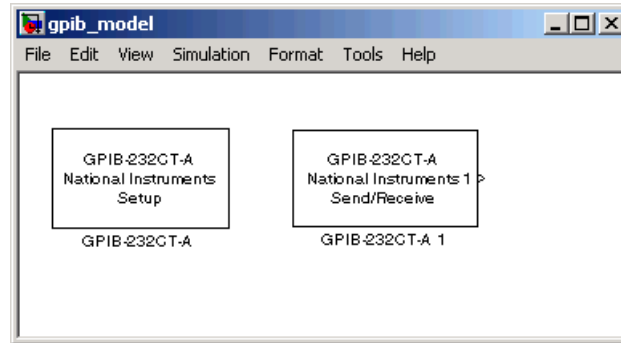 gpib_model
File Edit View Simulation Format Tools Help
GPIB-232CT-A
National Instruments
Setup
GPIB-232CT-A
GPIB-232CT-A
National Instruments 1
Send/Receive
GPIB-232CT-A 1